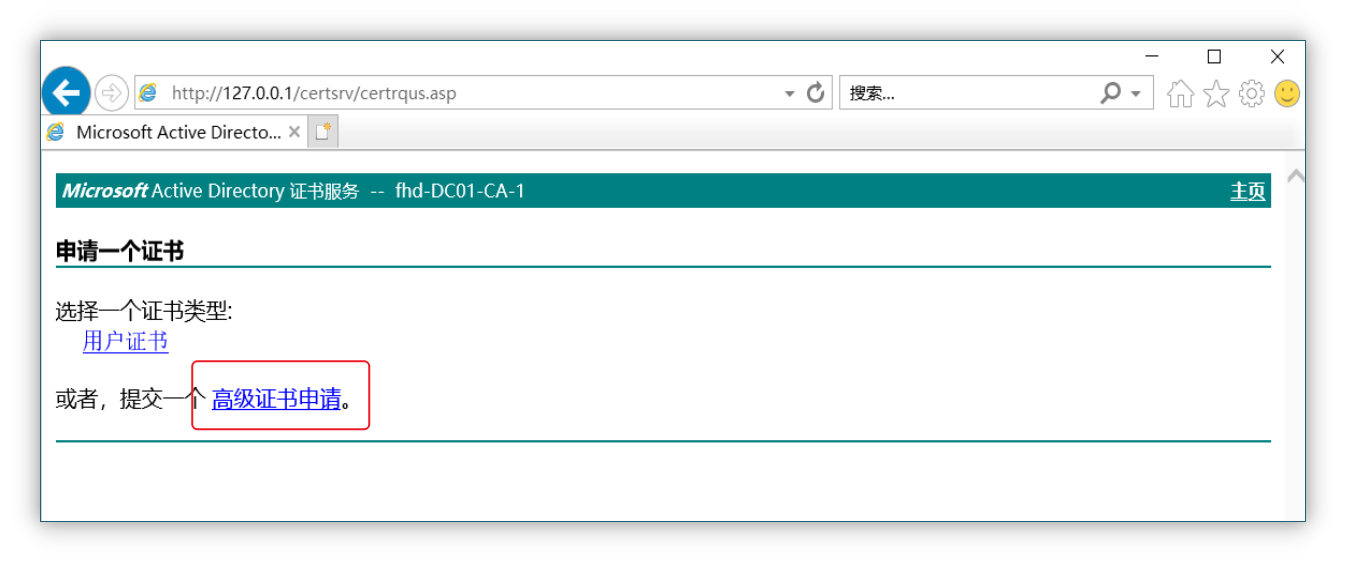 http://127.0.0.1/certsrv/certrqus.asp
搜索...
Microsoft Active Directo...
Microsoft Active Directory 证书服务 -- fhd-DC01-CA-1
主页
申请一个证书
选择一个证书类型:
用户证书
或者，提交一个 高级证书申请。